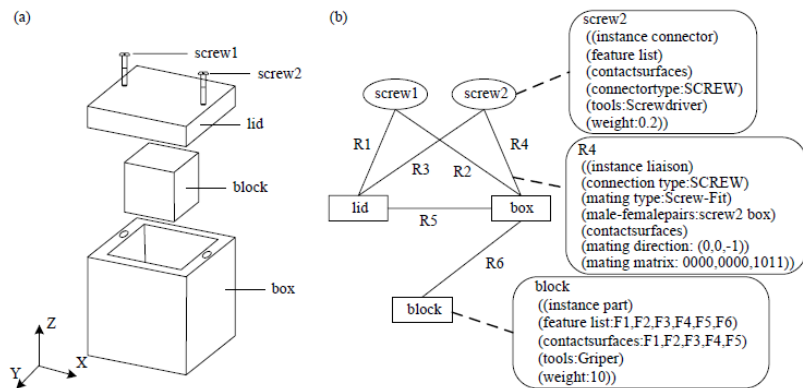 (a)
screw1
screw2
lid
block
box
Z
X
Y
(b)
screw1
screw2
R1
R3
R2
R4
lid
box
R5
R6
block
screw2
((instance connector)
(feature list)
(contactsurfaces)
(connectortype:SCREW)
(tools:Screwdriver)
(weight:0.2))
R4
((instance liaison)
(connection type:SCREW)
(mating type:Screw-Fit)
(male-femalepairs:screw2 box)
(contactsurfaces)
(mating direction: (0,0,-1))
(mating matrix: 0000,0000,1011))
block
((instance part)
(feature list:F1,F2,F3,F4,F5,F6)
(contactsurfaces:F1,F2,F3,F4,F5)
(tools:Griper)
(weight:10))